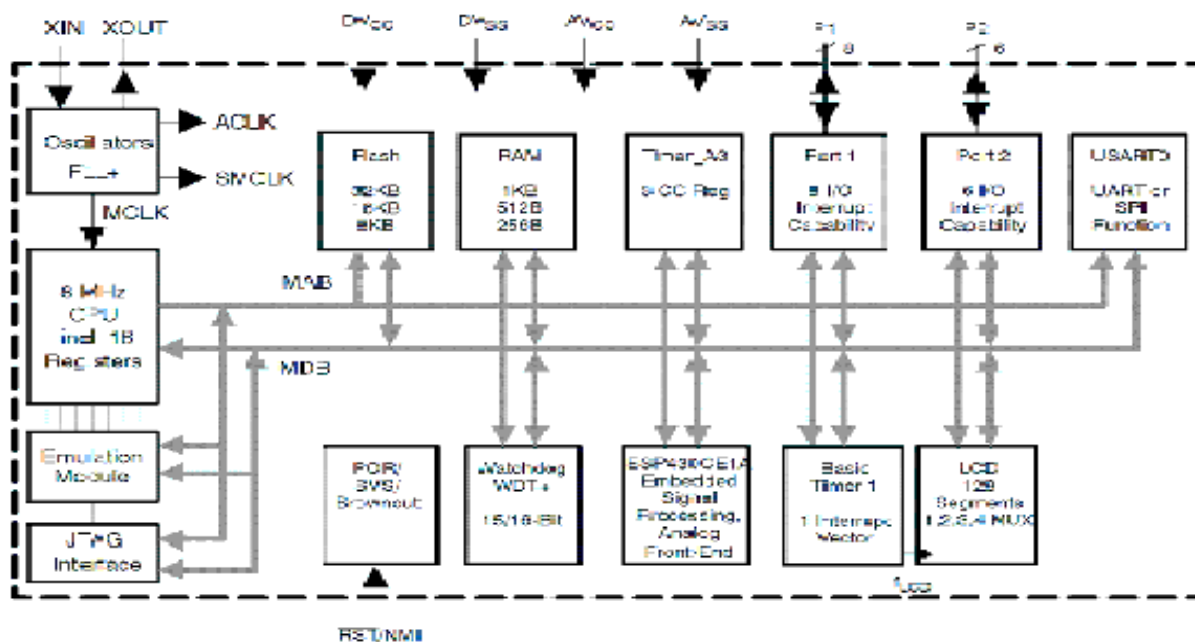 XIN XOUT DVCC DVSS AVCC AVSS P1 P2
8 6
Oscillators
FLL+
ACLK
SMCLK
MCLK
Flash
32KB
16KB
8KB
RAM
1KB
512B
256B
Timer_A3
3 CC Reg
Port 1
8 I/O
Interrupt
Capability
Port 2
6 I/O
Interrupt
Capability
USART0
UART or
SPI
Function
8 MHz
CPU
incl. 16
Registers
MAB
MDB
Emulation
Module
JTAG
Interface
POR/
SVS/
Brownout
Watchdog
WDT+
15/16-Bit
ESP430CE1A
Embedded
Signal
Processing,
Analog
Front-End
Basic
Timer 1
1 Interrupt
Vector
LCD
128
Segments
1,2,3,4 MUX
fLCD
RST/NMI